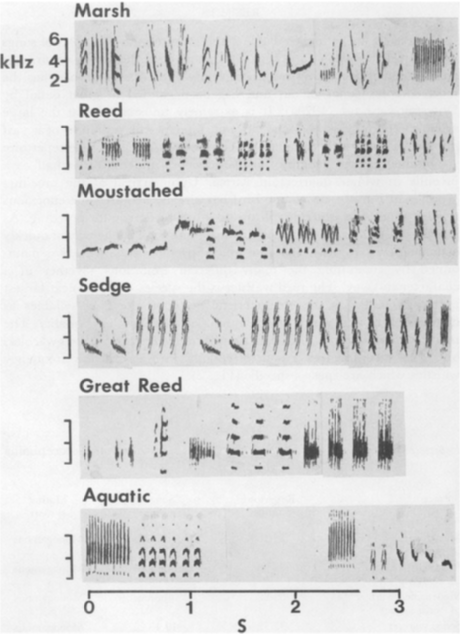 Marsh
6
kHz 4
2
Reed
Moustached
Sedge
Great Reed
Aquatic
0 1 2 3
S